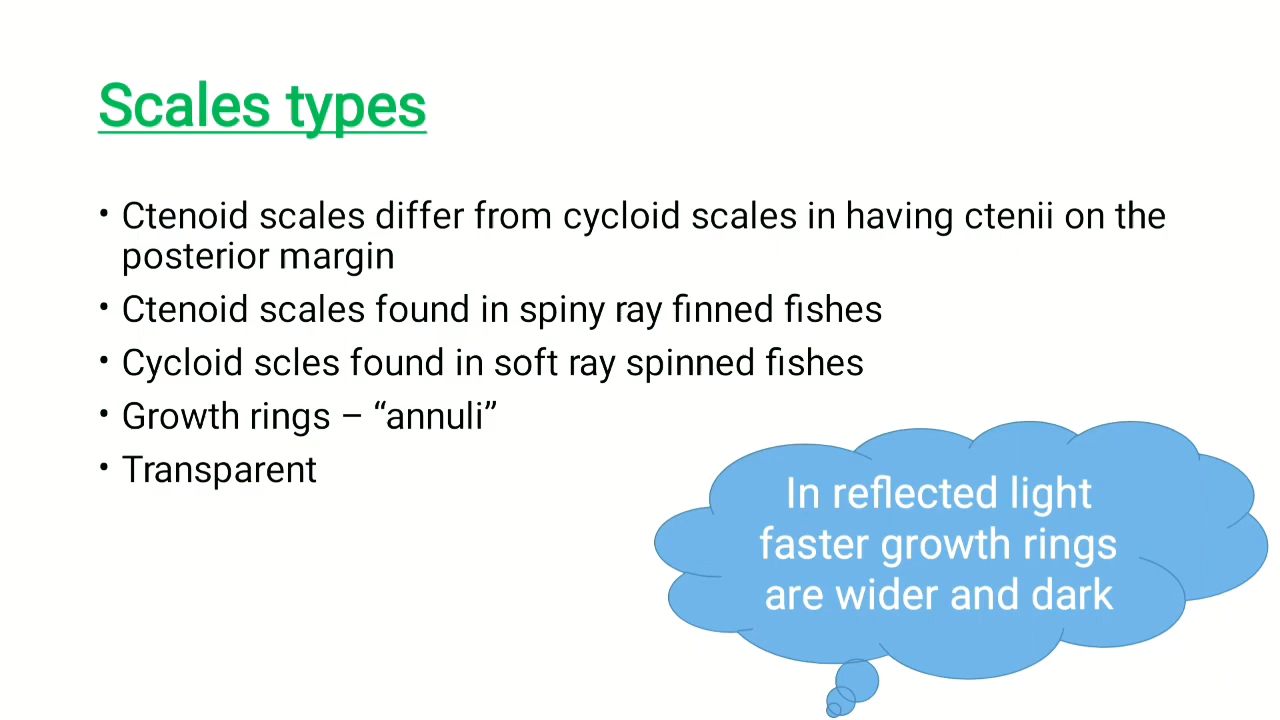 Scales types
• Ctenoid scales differ from cycloid scales in having ctenii on the
posterior margin
• Ctenoid scales found in spiny ray finned fishes
• Cycloid scles found in soft ray spinned fishes
• Growth rings – “annuli”
• Transparent
In reflected light
faster growth rings
are wider and dark